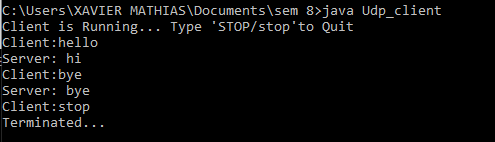 C:\Users\XAVIER MATHIAS\Documents\sem 8>java Udp_client
Client is Running... Type 'STOP/stop'to Quit
Client:hello
Server: hi
Client:bye
Server: bye
Client:stop
Terminated...